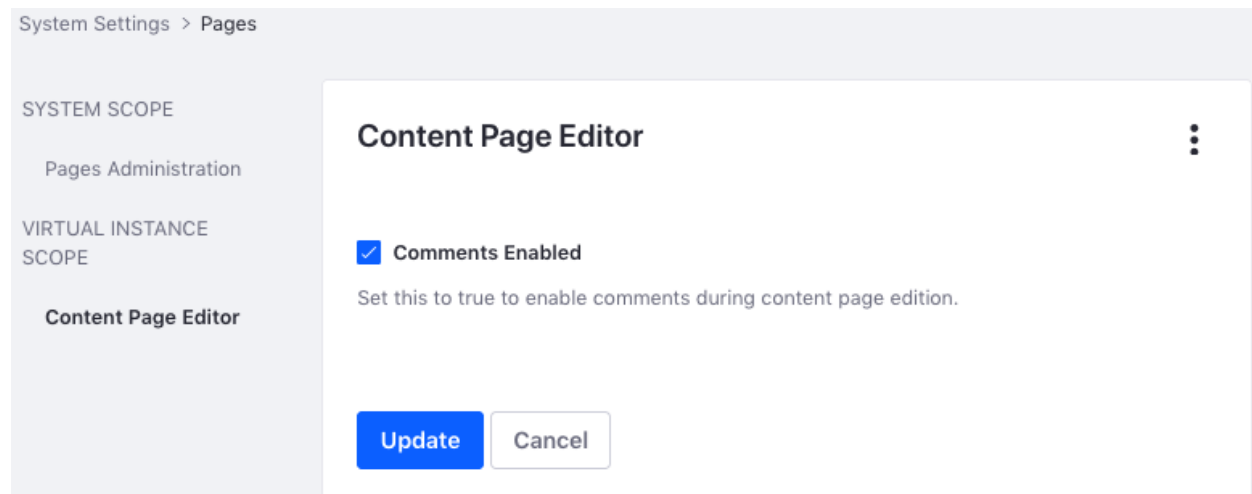 System Settings > Pages
SYSTEM SCOPE
Pages Administration
VIRTUAL INSTANCE
SCOPE
Content Page Editor
Content Page Editor
Comments Enabled
Set this to true to enable comments during content page edition.
Update Cancel